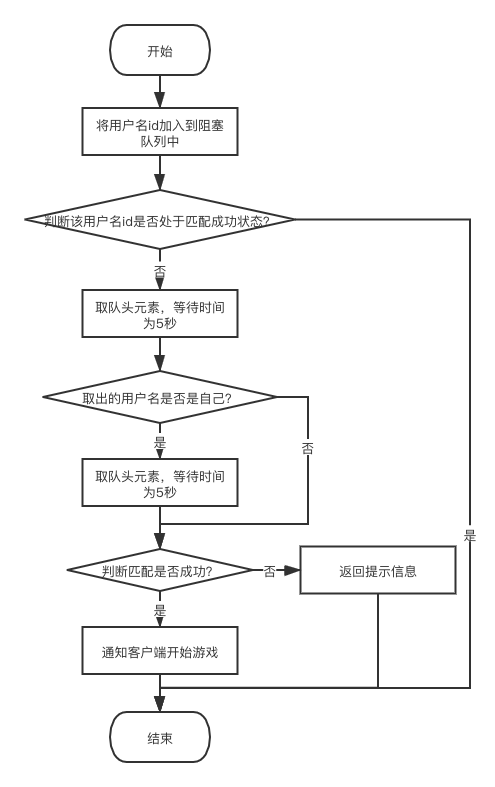 开始
将用户名id加入到阻塞
队列中
判断该用户名id是否处于匹配成功状态?
否
取队头元素，等待时间
为5秒
取出的用户名是否是自己?
是
否
取队头元素，等待时间
为5秒
是
判断匹配是否成功?
否
返回提示信息
是
通知客户端开始游戏
结束